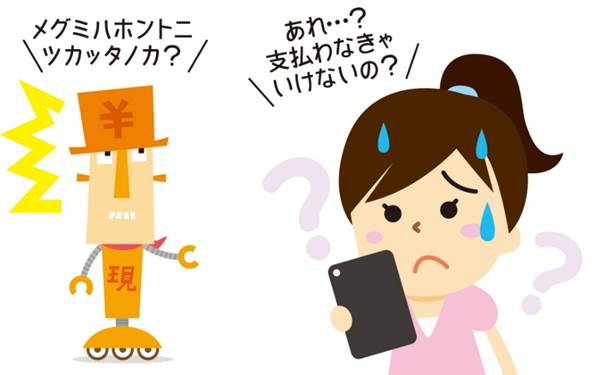 メグミハホントニ
ツカッタノカ?
あれ…?
支払わなきゃ
いけないの?
¥
現